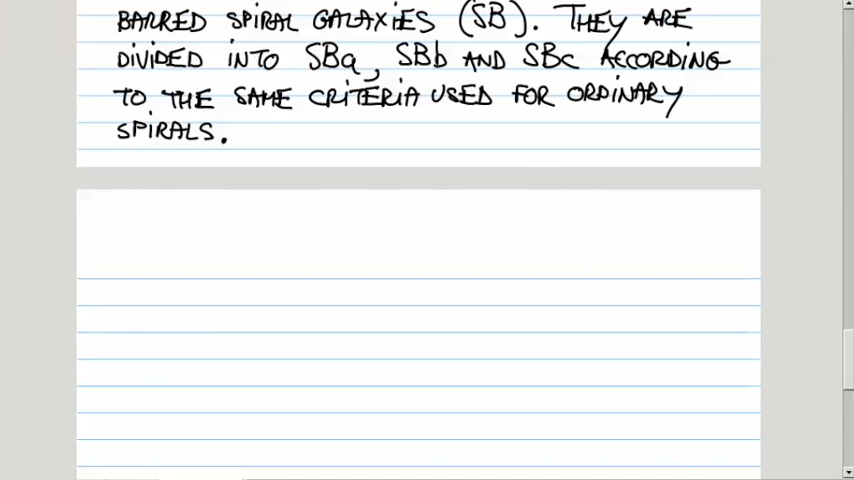 BARRED SPIRAL GALAXIES (SB). THEY ARE
DIVIDED INTO SBa, SBb AND SBc ACCORDING
TO THE SAME CRITERIA USED FOR ORDINARY
SPIRALS.